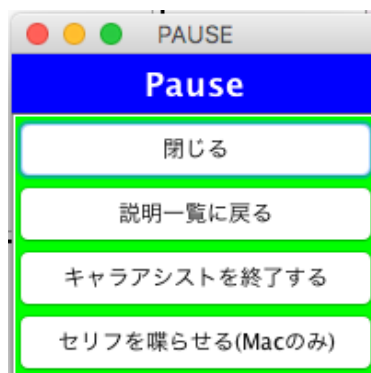 PAUSE
Pause
閉じる
説明一覧に戻る
キャラアシストを終了する
セリフを喋らせる(Macのみ)